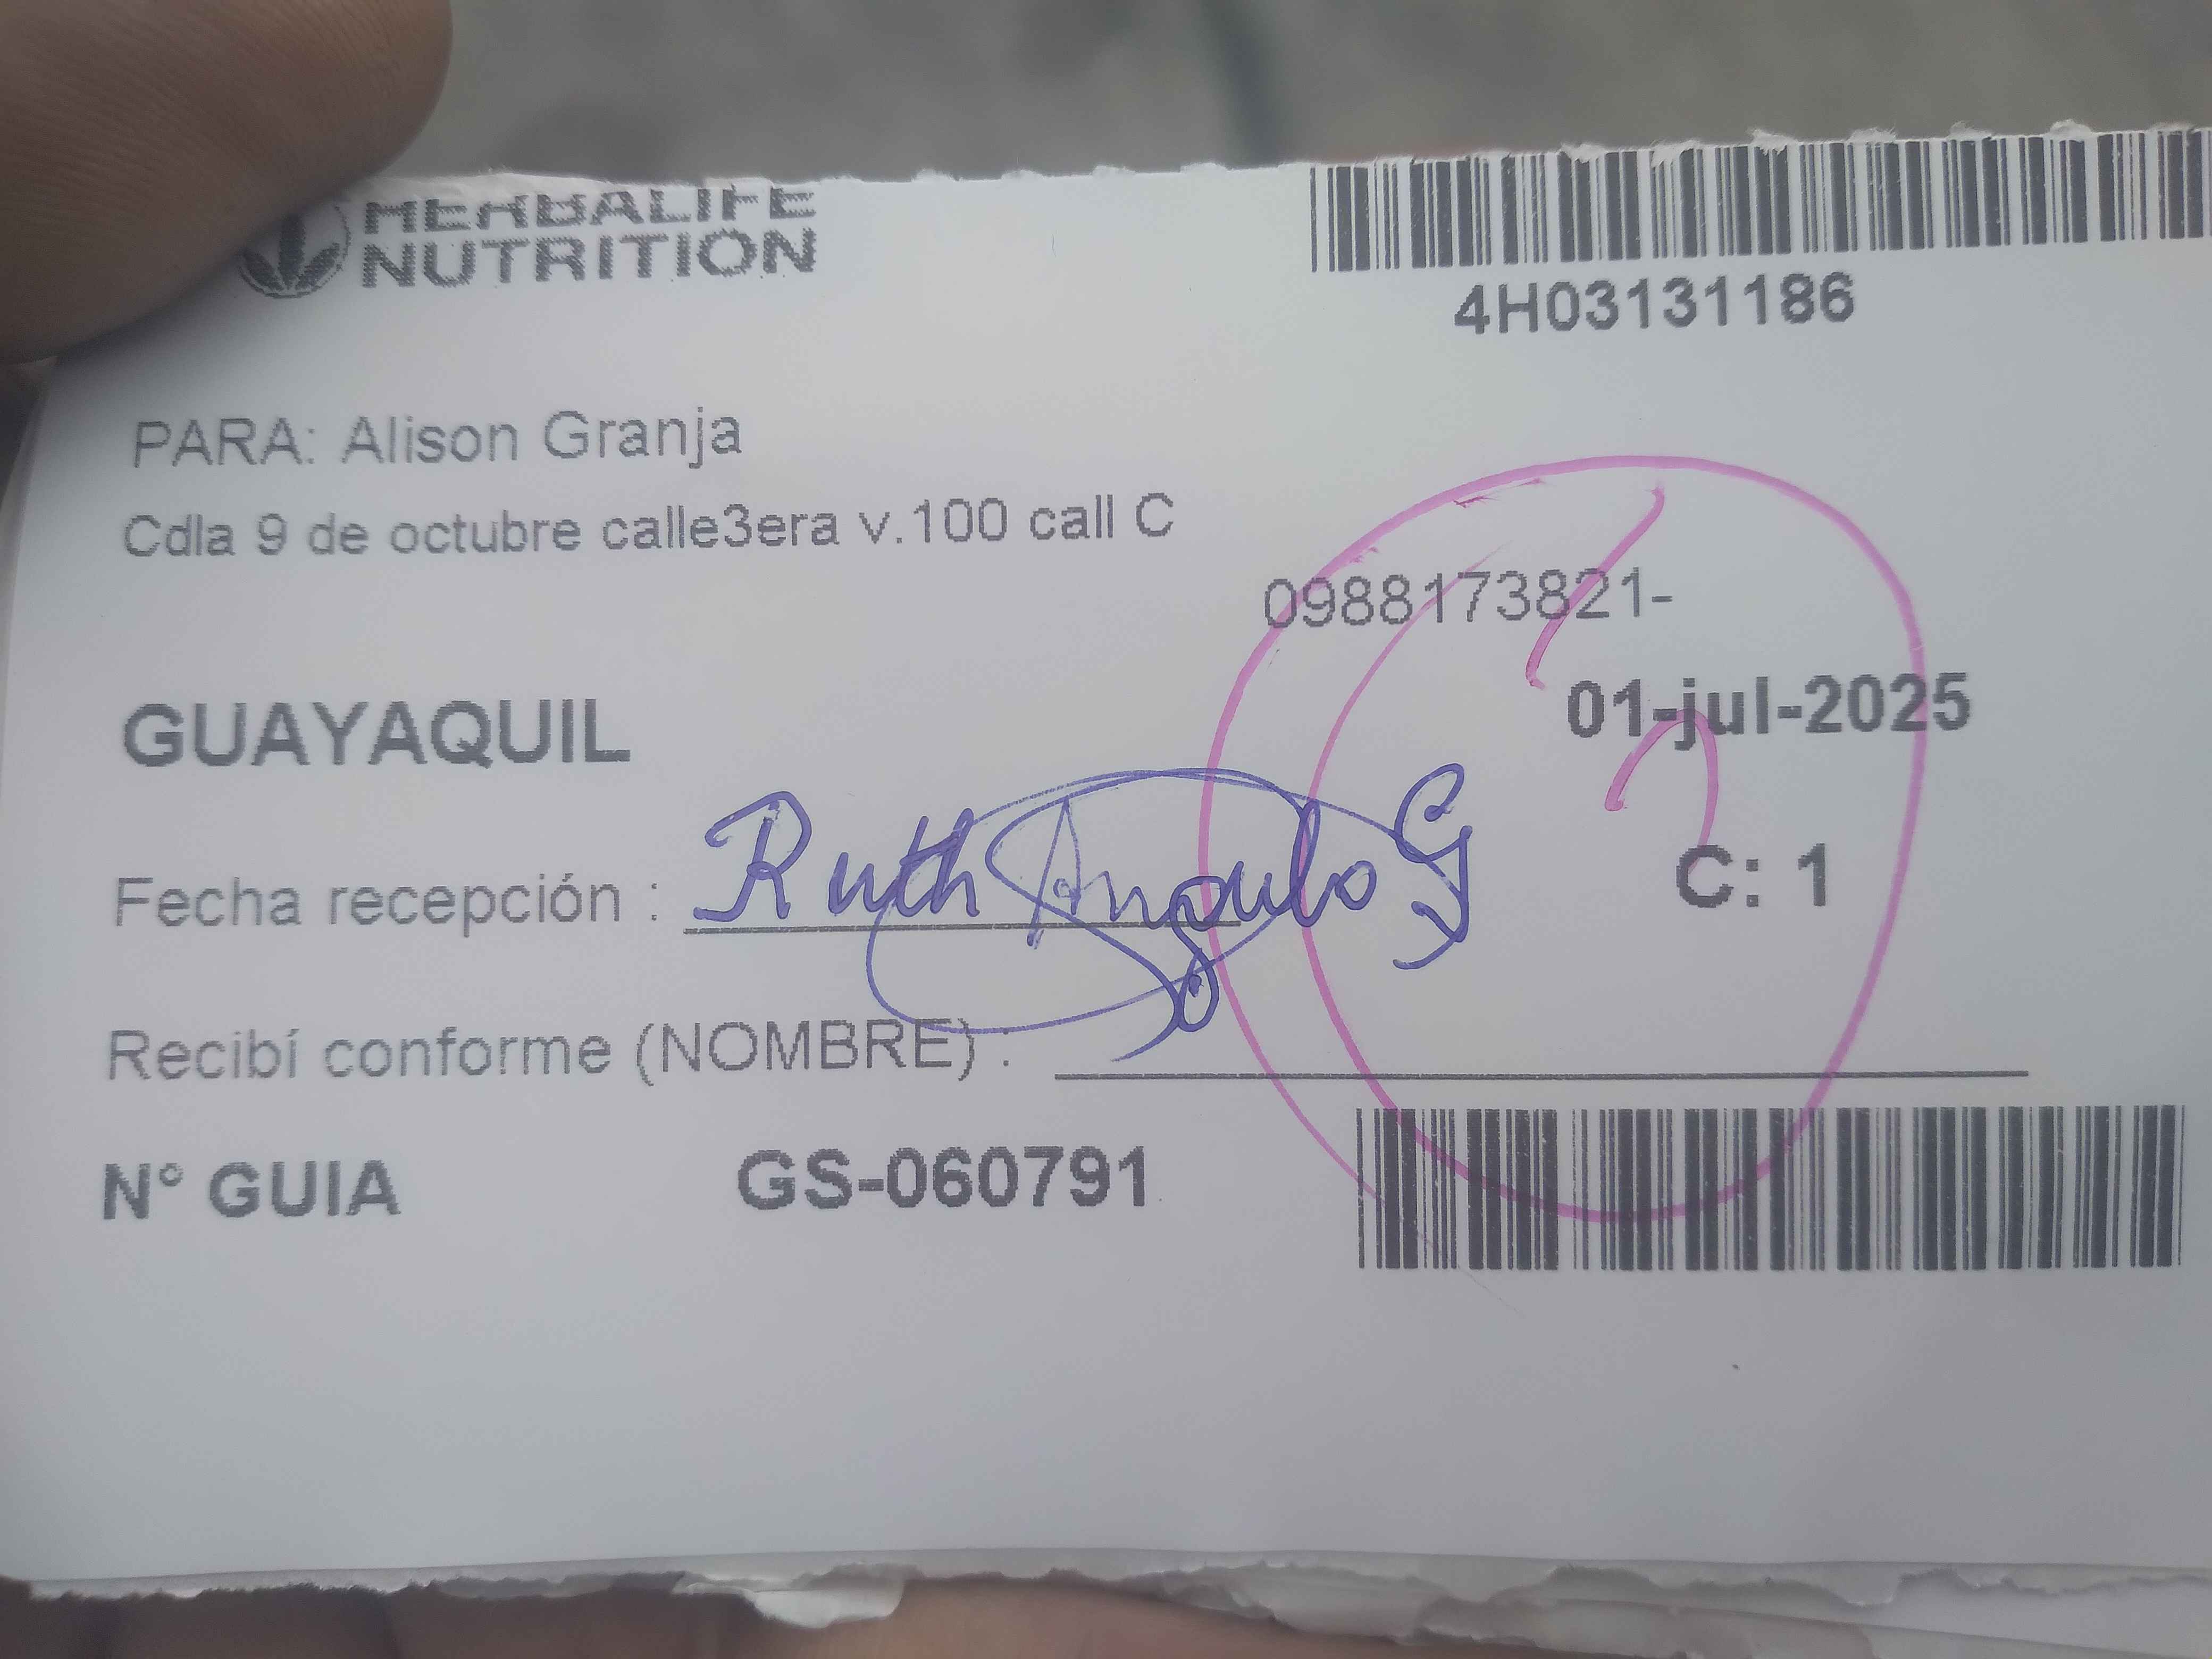 HERBALIFE
NUTRITION
4H03131186
PARA: Alison Granja
Cdla 9 de octubre calle3era v.100 call C
0988173821-
GUAYAQUIL
01-jul-2025
Fecha recepción : Ruth Angulo G
C: 1
Recibí conforme (NOMBRE) :
N° GUIA GS-060791